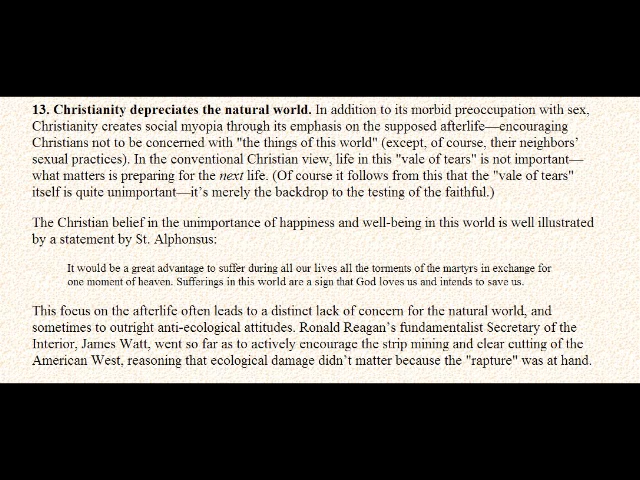 13. Christianity depreciates the natural world. In addition to its morbid preoccupation with sex,
Christianity creates social myopia through its emphasis on the supposed afterlife—encouraging
Christians not to be concerned with "the things of this world" (except, of course, their neighbors’
sexual practices). In the conventional Christian view, life in this "vale of tears" is not important—
what matters is preparing for the next life. (Of course it follows from this that the "vale of tears"
itself is quite unimportant—it’s merely the backdrop to the testing of the faithful.)
The Christian belief in the unimportance of happiness and well-being in this world is well illustrated
by a statement by St. Alphonsus:
It would be a great advantage to suffer during all our lives all the torments of the martyrs in exchange for
one moment of heaven. Sufferings in this world are a sign that God loves us and intends to save us.
This focus on the afterlife often leads to a distinct lack of concern for the natural world, and
sometimes to outright anti-ecological attitudes. Ronald Reagan’s fundamentalist Secretary of the
Interior, James Watt, went so far as to actively encourage the strip mining and clear cutting of the
American West, reasoning that ecological damage didn’t matter because the "rapture" was at hand.